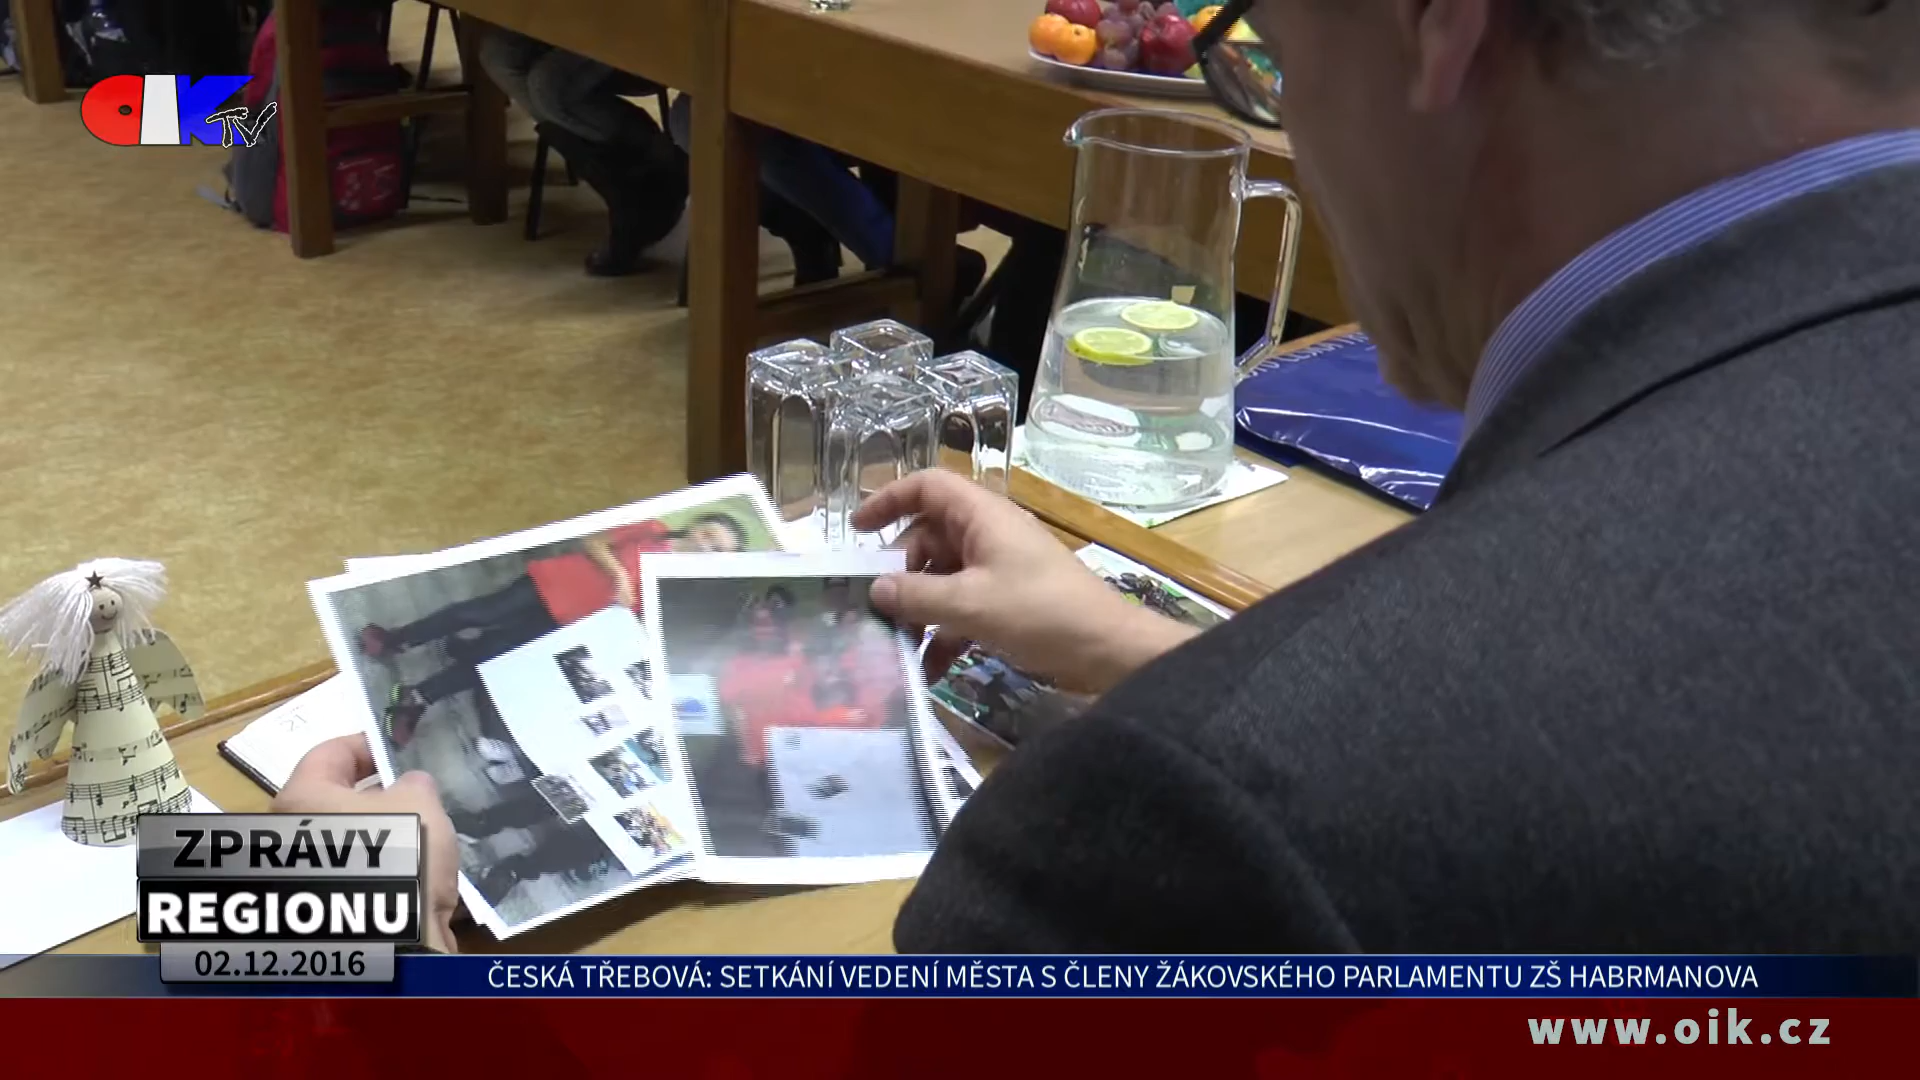 OIK TV
ZPRÁVY
REGIONU
02.12.2016
ČESKÁ TŘEBOVÁ: SETKÁNÍ VEDENÍ MĚSTA S ČLENY ŽÁKOVSKÉHO PARLAMENTU ZŠ HABRMANOVA
www.oik.cz